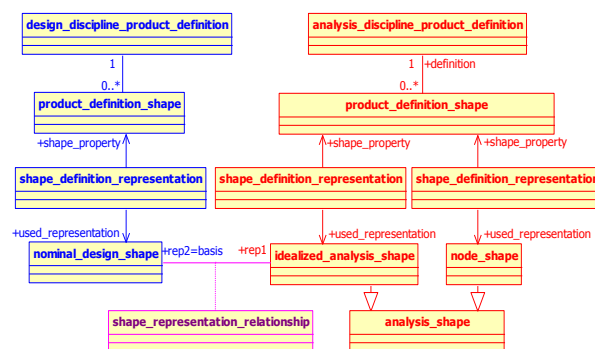 design_discipline_product_definition
analysis_discipline_product_definition
1
1
+definition
0..*
0..*
product_definition_shape
product_definition_shape
+shape_property
+shape_property
+shape_property
shape_definition_representation
shape_definition_representation
shape_definition_representation
+used_representation
+used_representation
+used_representation
nominal_design_shape
+rep2=basis
+rep1
idealized_analysis_shape
node_shape
shape_representation_relationship
analysis_shape